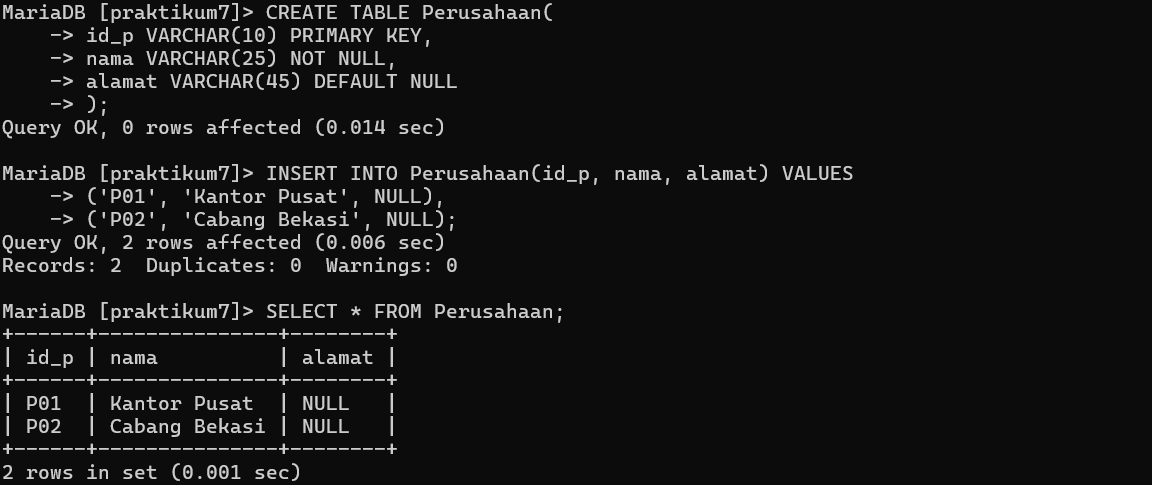 MariaDB [praktikum7]> CREATE TABLE Perusahaan(
    -> id_p VARCHAR(10) PRIMARY KEY,
    -> nama VARCHAR(25) NOT NULL,
    -> alamat VARCHAR(45) DEFAULT NULL
    -> );
Query OK, 0 rows affected (0.014 sec)

MariaDB [praktikum7]> INSERT INTO Perusahaan(id_p, nama, alamat) VALUES
    -> ('P01', 'Kantor Pusat', NULL),
    -> ('P02', 'Cabang Bekasi', NULL);
Query OK, 2 rows affected (0.006 sec)
Records: 2  Duplicates: 0  Warnings: 0

MariaDB [praktikum7]> SELECT * FROM Perusahaan;
+------+---------------+--------+
| id_p | nama          | alamat |
+------+---------------+--------+
| P01  | Kantor Pusat  | NULL   |
| P02  | Cabang Bekasi | NULL   |
+------+---------------+--------+
2 rows in set (0.001 sec)